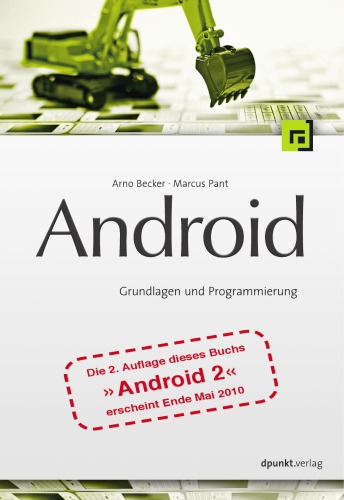 Arno Becker · Marcus Pant
Android
Grundlagen und Programmierung
Die 2. Auflage dieses Buchs
»Android 2«
erscheint Ende Mai 2010
dpunkt.verlag